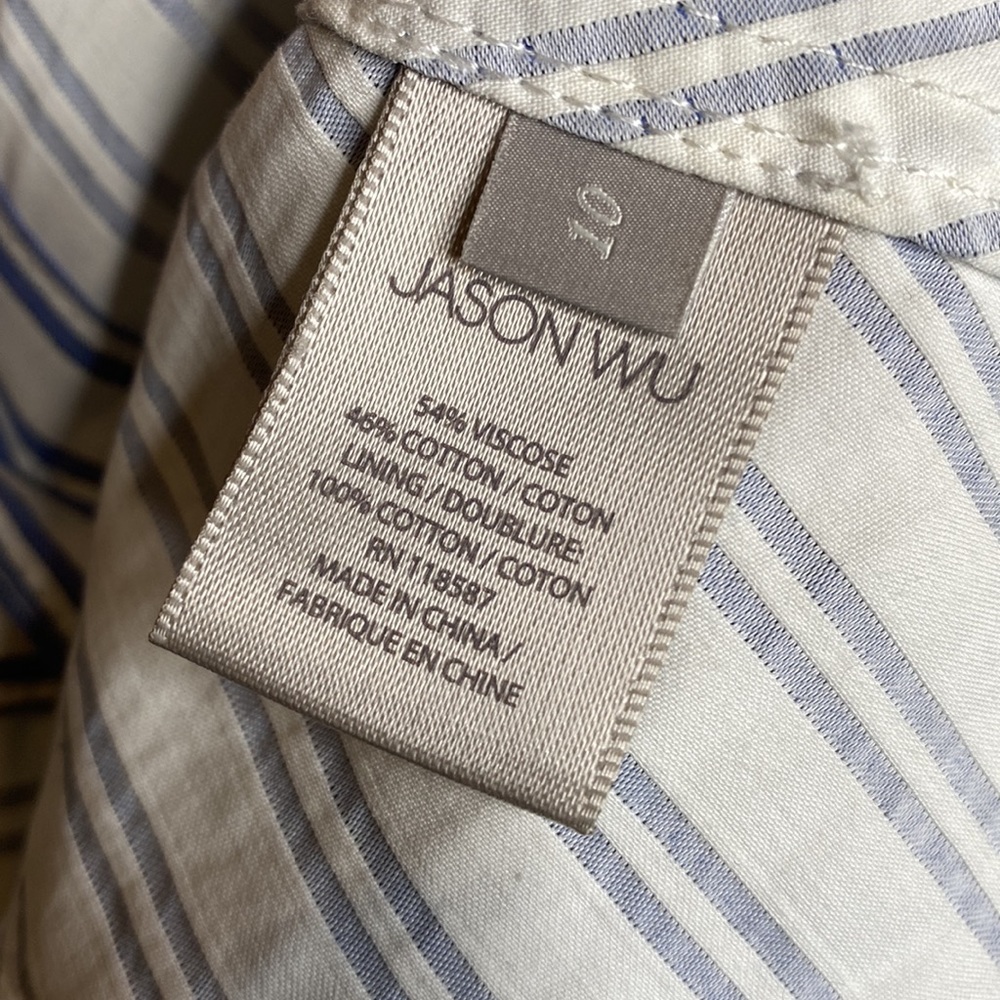 10
JASON WU
54% VISCOSE
46% COTTON / COTON
LINING / DOUBLURE:
100% COTTON / COTON
RN 118587
MADE IN CHINA /
FABRIQUE EN CHINE